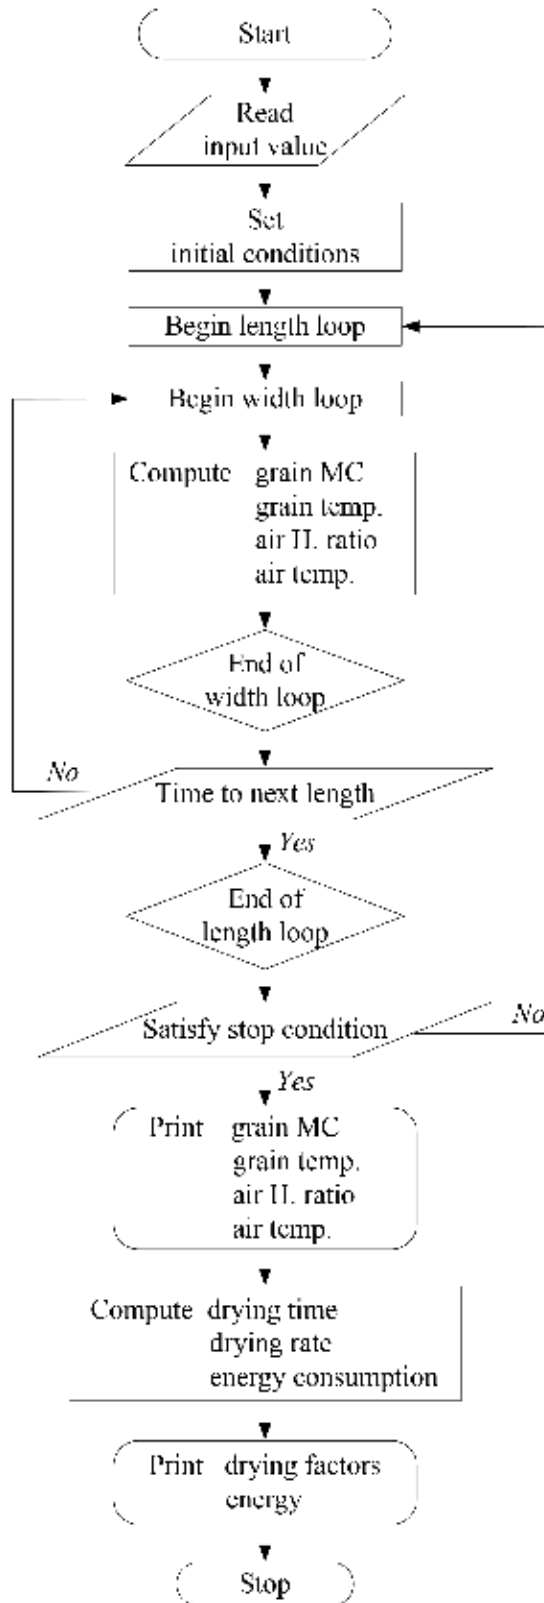 Start
Read
input value
Set
initial conditions
Begin length loop
Begin width loop
Compute grain MC
grain temp.
air H. ratio
air temp.
End of
width loop
No
Time to next length
Yes
End of
length loop
Satisfy stop condition
No
Yes
Print grain MC
grain temp.
air H. ratio
air temp.
Compute drying time
drying rate
energy consumption
Print drying factors
energy
Stop